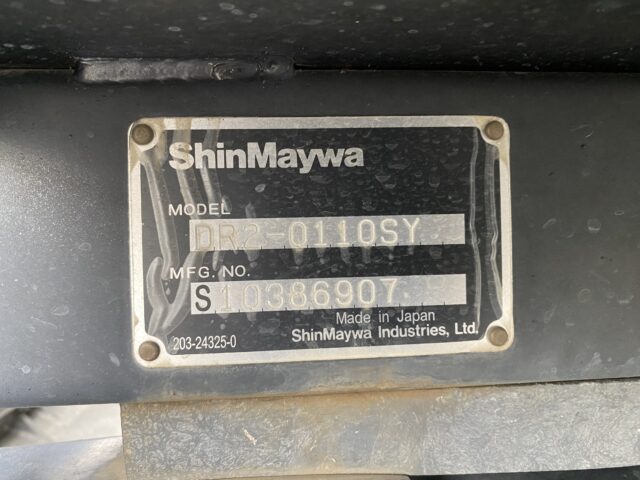 ShinMaywa
MODEL
DR2-0110SY
MFG. NO.
S10386907
Made in Japan
203-24325-0 ShinMaywa Industries, Ltd.